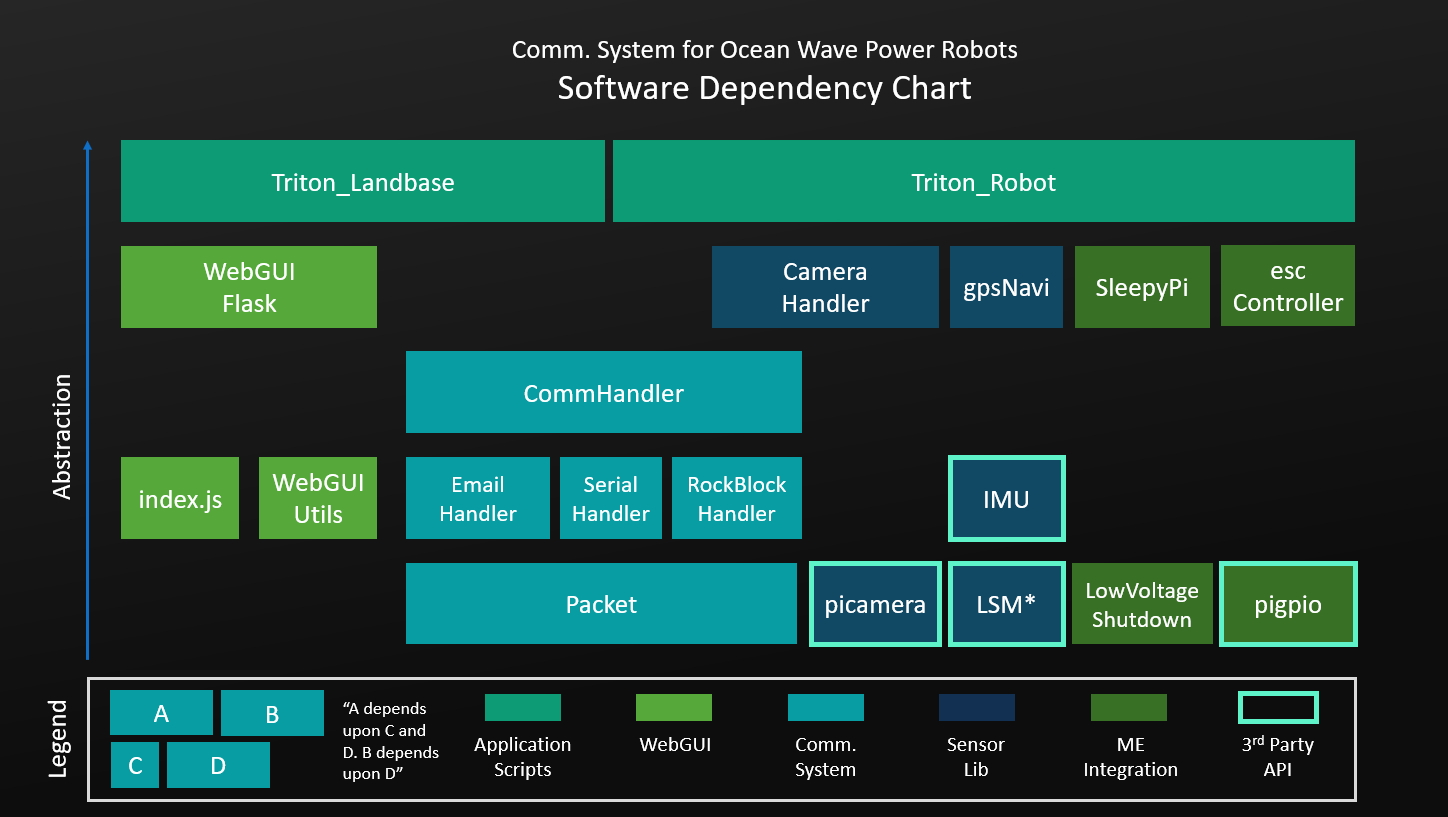 Comm. System for Ocean Wave Power Robots
Software Dependency Chart
Abstraction
Triton_Landbase
Triton_Robot
WebGUI
Flask
Camera
Handler
gpsNavi
SleepyPi
esc
Controller
CommHandler
index.js
WebGUI
Utils
Email
Handler
Serial
Handler
RockBlock
Handler
IMU
Packet
picamera
LSM*
LowVoltage
Shutdown
pigpio
Legend
A
B
C
D
“A depends
upon C and
D. B depends
upon D”
Application
Scripts
WebGUI
Comm.
System
Sensor
Lib
ME
Integration
3rd Party
API